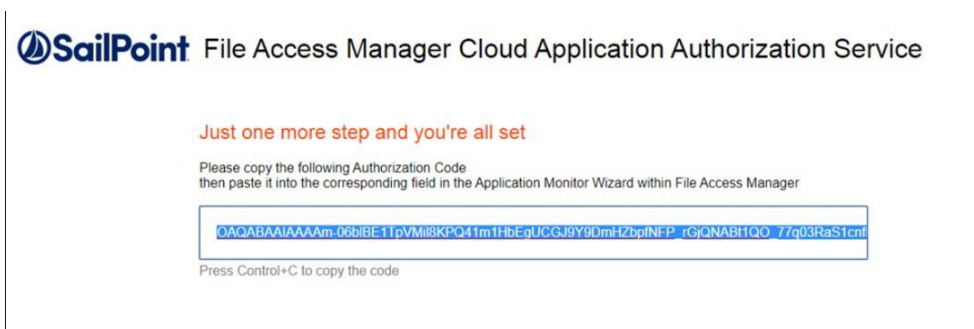 SailPoint File Access Manager Cloud Application Authorization Service
Just one more step and you're all set
Please copy the following Authorization Code
then paste it into the corresponding field in the Application Monitor Wizard within File Access Manager
OAQABAAIAAAAm-06blBE1TpVMil8KPQ41m1HbEgUCGJ9Y9DmHZbpfNFP_rGjQNABt1QO_77q03RaS1cnf
Press Control+C to copy the code